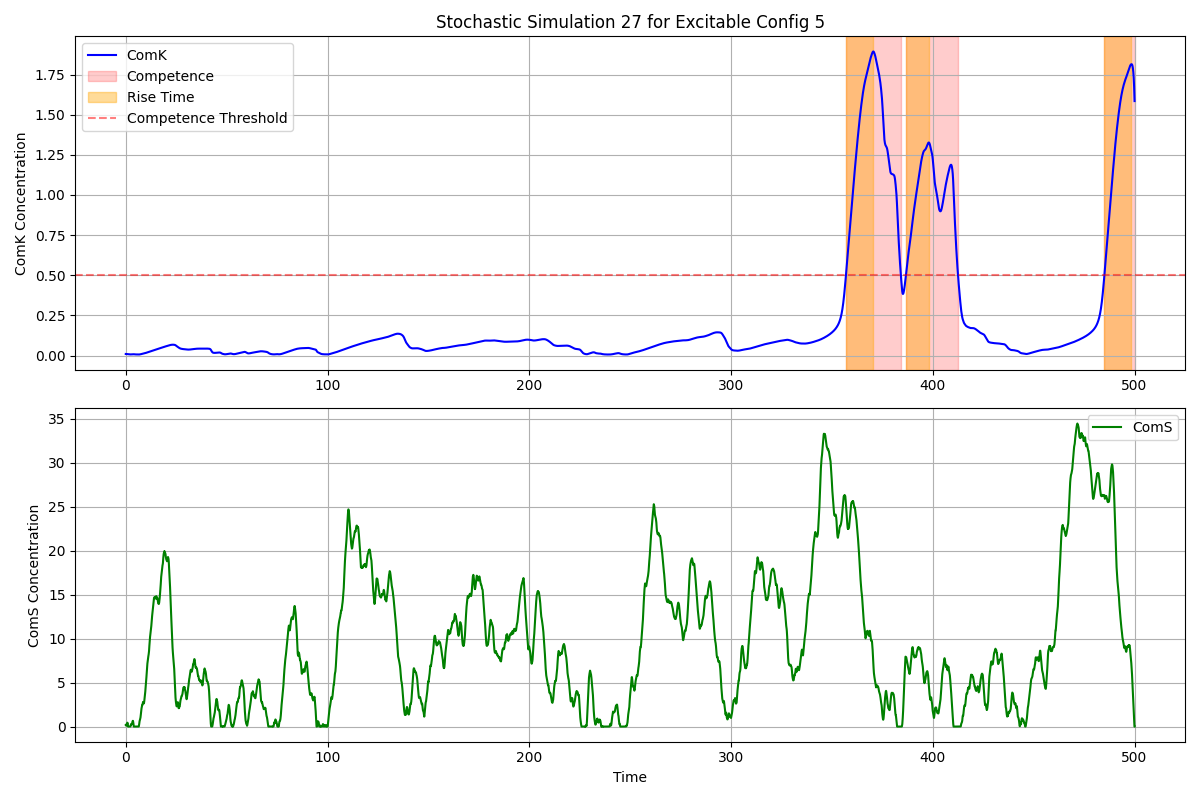 Stochastic Simulation 27 for Excitable Config 5
ComK Concentration
1.75
1.50
1.25
1.00
0.75
0.50
0.25
0.00
ComK
Competence
Rise Time
Competence Threshold
0 100 200 300 400 500
ComS Concentration
35
30
25
20
15
10
5
0
ComS
0 100 200 300 400 500
Time